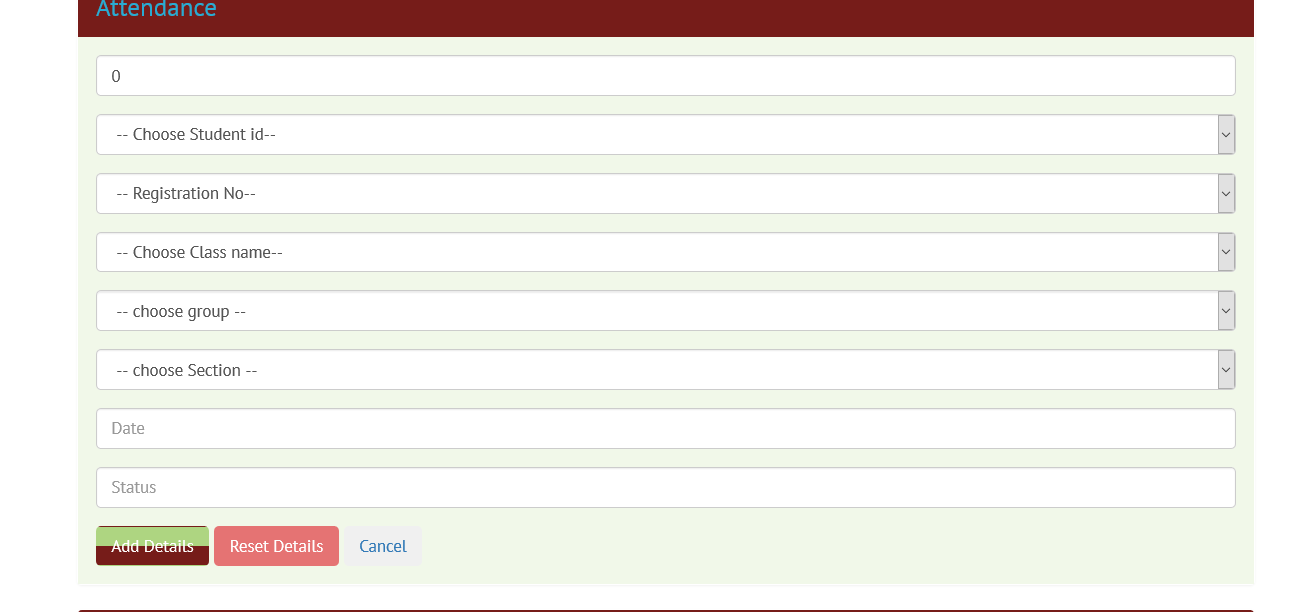 Attendance
0
-- Choose Student id--
-- Registration No--
-- Choose Class name--
-- choose group --
-- choose Section --
Date
Status
Add Details Reset Details Cancel